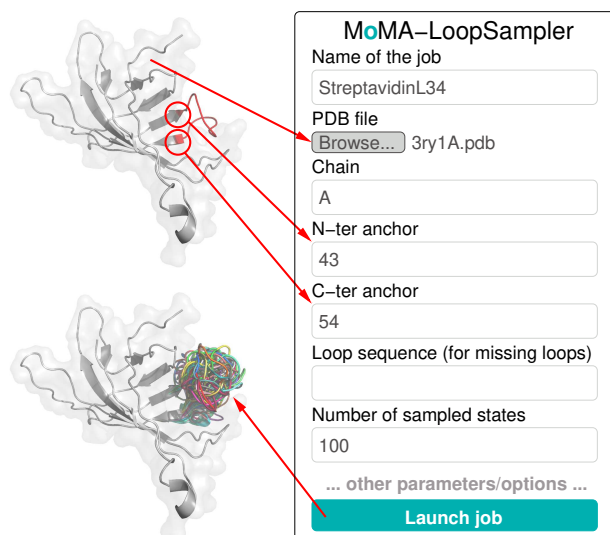 MoMA−LoopSampler
Name of the job
StreptavidinL34
PDB file
Browse... 3ry1A.pdb
Chain
A
N−ter anchor
43
C−ter anchor
54
Loop sequence (for missing loops)
Number of sampled states
100
... other parameters/options ...
Launch job